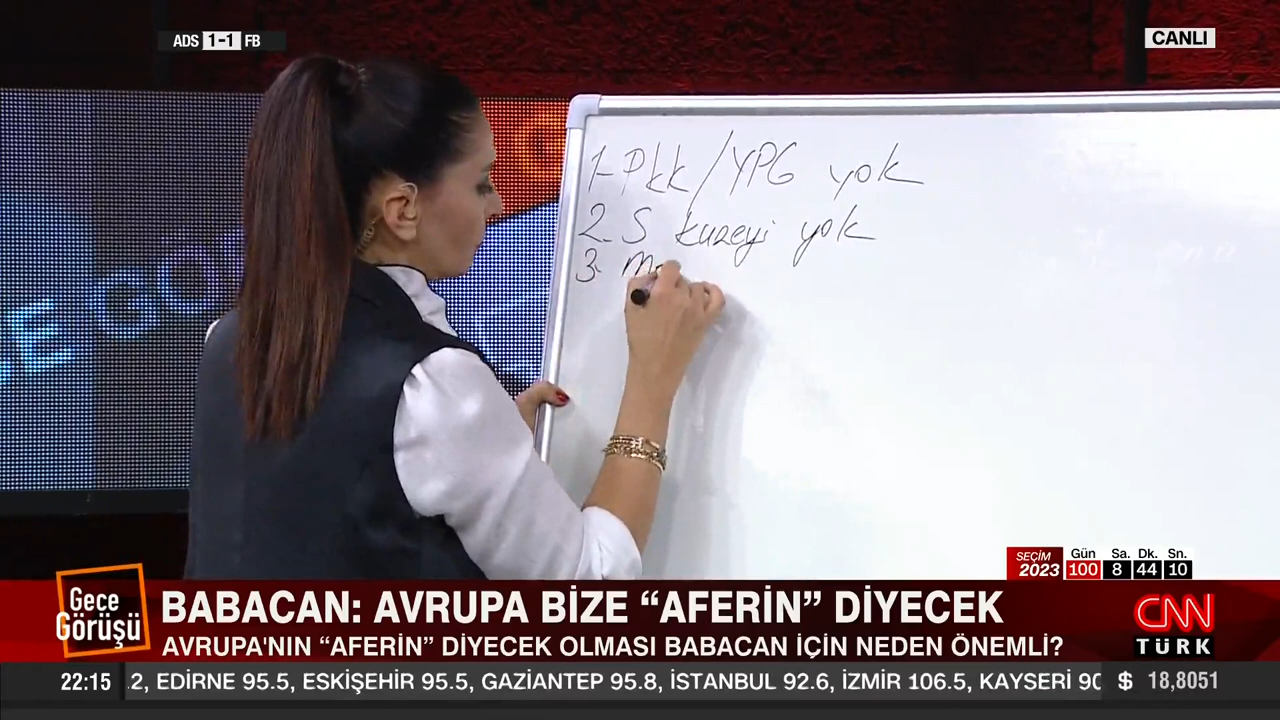 ADS 1-1 FB
CANLI
1-Pkk/YPG yok
2. S kuzeyi yok
3.
SEÇİM 2023
Gün Sa. Dk. Sn.
100 8 44 10
Gece Görüşü
BABACAN: AVRUPA BİZE “AFERİN” DİYECEK
AVRUPA'NIN “AFERİN” DİYECEK OLMASI BABACAN İÇİN NEDEN ÖNEMLİ?
CNN TÜRK
22:15 .2, EDİRNE 95.5, ESKİŞEHİR 95.5, GAZİANTEP 95.8, İSTANBUL 92.6, İZMİR 106.5, KAYSERİ 90 $ 18,8051